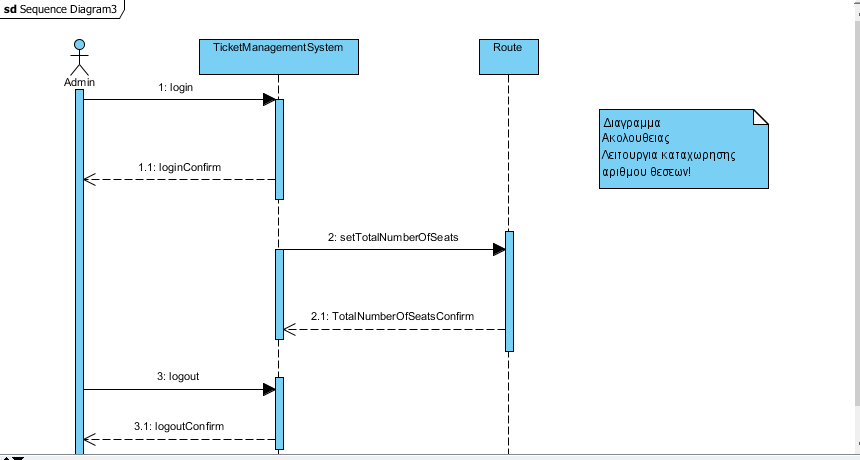 sd Sequence Diagram3
TicketManagementSystem
Route
Admin
1: login
Διαγραμμα
Ακολουθειας
Λειτουργια καταχωρησης
αριθμου θεσεων!
1.1: loginConfirm
2: setTotalNumberOfSeats
2.1: TotalNumberOfSeatsConfirm
3: logout
3.1: logoutConfirm